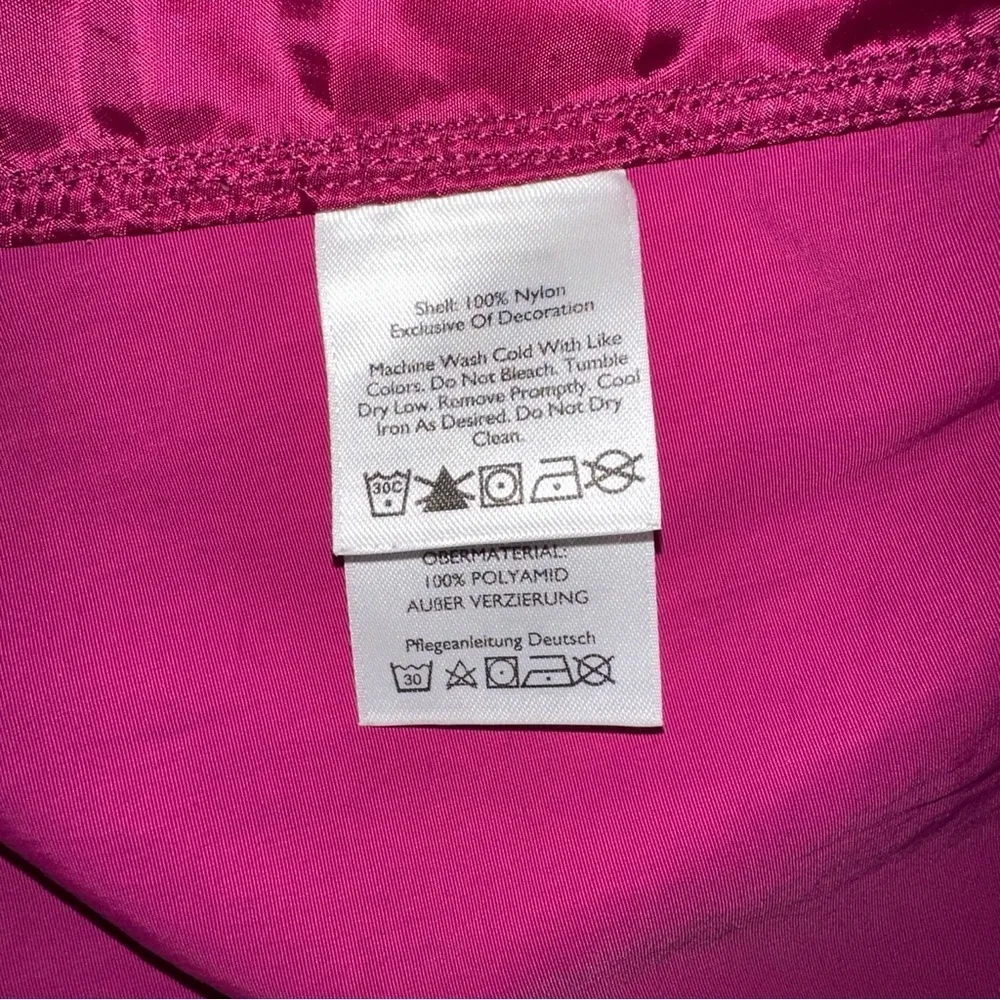 Shell: 100% Nylon
Exclusive Of Decoration
Machine Wash Cold With Like
Colors. Do Not Bleach. Tumble
Dry Low. Remove Promptly. Cool
Iron As Desired. Do Not Dry
Clean.
30C
OBERMATERIAL:
100% POLYAMID
AUßER VERZIERUNG
Pflegeanleitung Deutsch
30